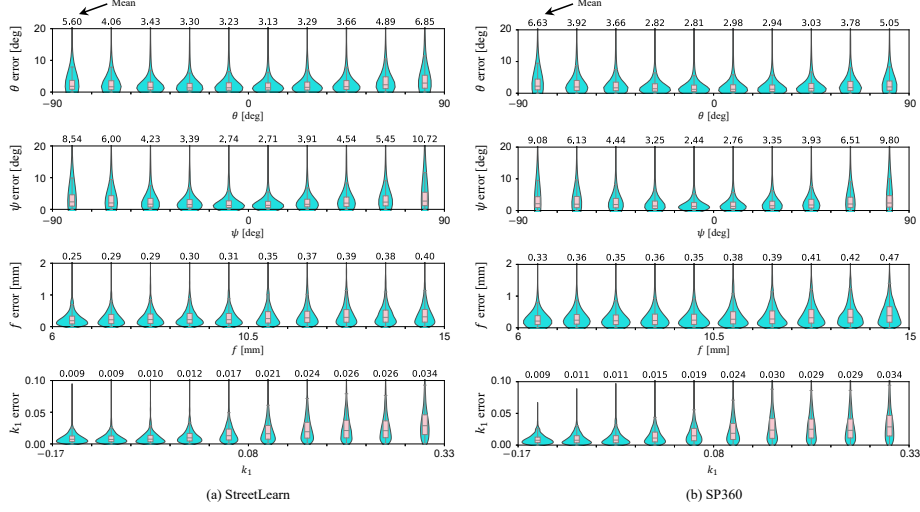 Mean
5.60 4.06 3.43 3.30 3.23 3.13 3.29 3.66 4.89 6.85
20
10
0
θ error [deg]
−90 0 90
θ [deg]
8.54 6.00 4.23 3.39 2.74 2.71 3.91 4.54 5.45 10.72
20
10
0
ψ error [deg]
−90 0 90
ψ [deg]
0.25 0.29 0.29 0.30 0.31 0.35 0.37 0.39 0.38 0.40
2
1
0
f error [mm]
6 10.5 15
f [mm]
0.009 0.009 0.010 0.012 0.017 0.021 0.024 0.026 0.026 0.034
0.10
0.05
0.00
k₁ error
−0.17 0.08 0.33
k₁
(a) StreetLearn
Mean
6.63 3.92 3.66 2.82 2.81 2.98 2.94 3.03 3.78 5.05
20
10
0
θ error [deg]
−90 0 90
θ [deg]
9.08 6.13 4.44 3.25 2.44 2.76 3.35 3.93 6.51 9.80
20
10
0
ψ error [deg]
−90 0 90
ψ [deg]
0.33 0.36 0.35 0.36 0.35 0.38 0.39 0.41 0.42 0.47
2
1
0
f error [mm]
6 10.5 15
f [mm]
0.009 0.011 0.011 0.015 0.019 0.024 0.030 0.029 0.029 0.034
0.10
0.05
0.00
k₁ error
−0.17 0.08 0.33
k₁
(b) SP360